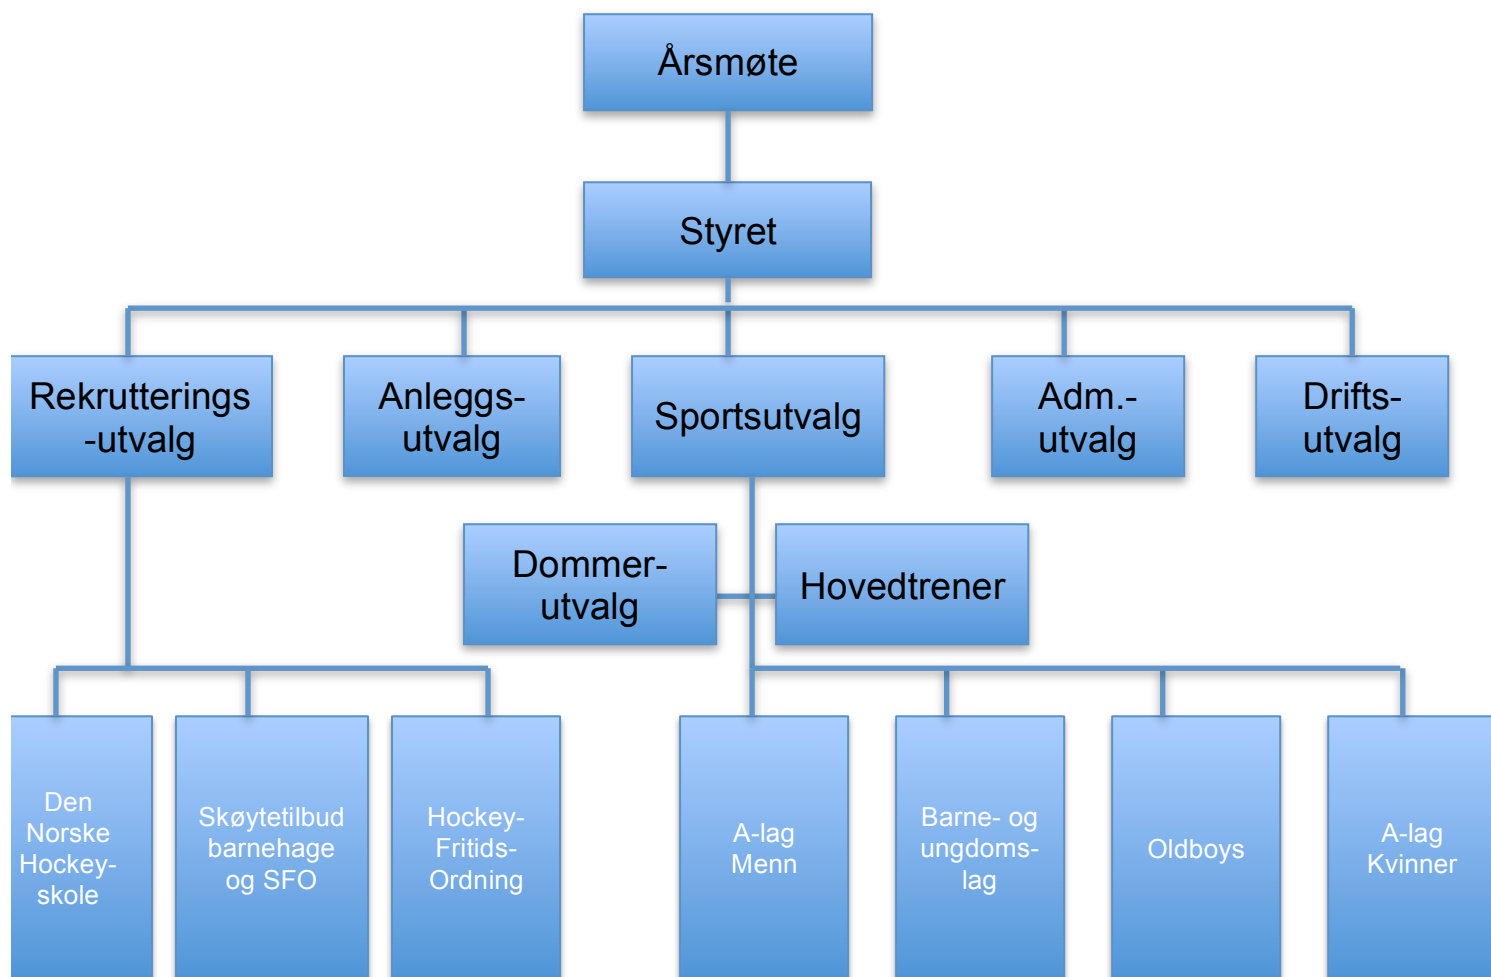 Årsmøte
Styret
Rekrutterings
-utvalg
Anleggs-
utvalg
Sportsutvalg
Adm.-
utvalg
Drifts-
utvalg
Dommer-
utvalg
Hovedtrener
Den
Norske
Hockey-
skole
Skøytetilbud
barnehage
og SFO
Hockey-
Fritids-
Ordning
A-lag
Menn
Barne- og
ungdoms-
lag
Oldboys
A-lag
Kvinner